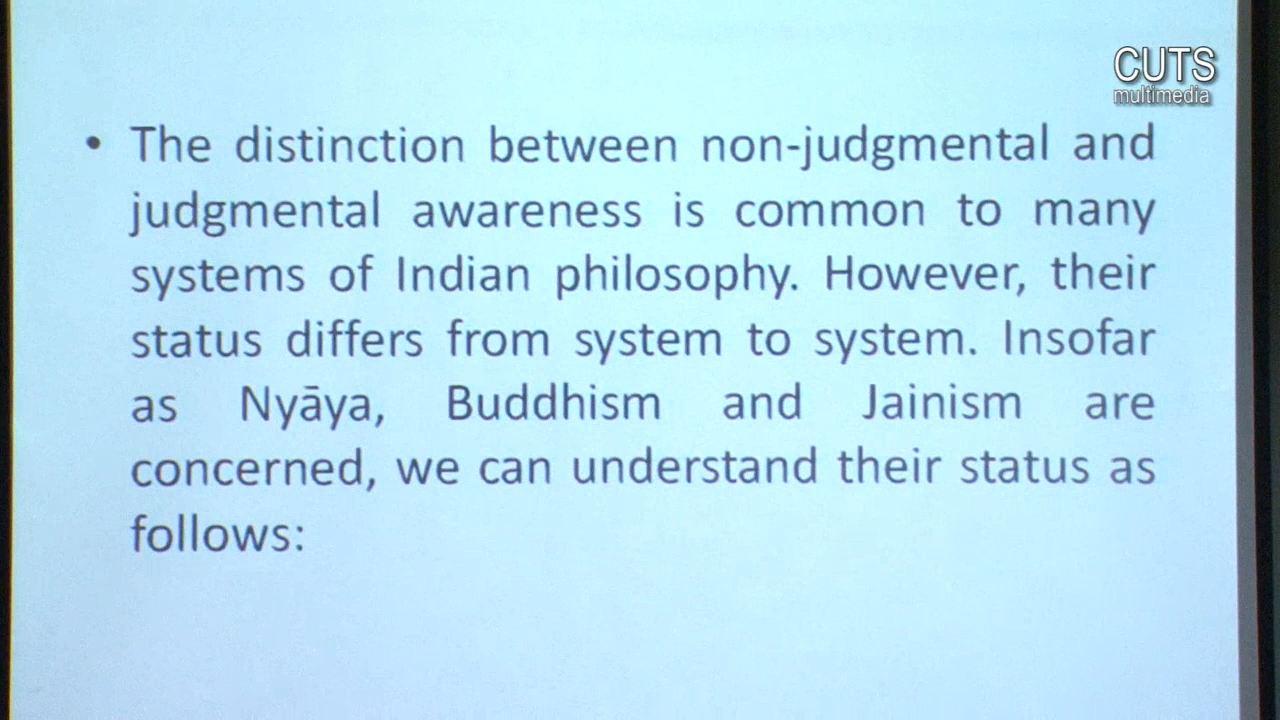 CUTS
multimedia
• The distinction between non-judgmental and
judgmental awareness is common to many
systems of Indian philosophy. However, their
status differs from system to system. Insofar
as Nyāya, Buddhism and Jainism are
concerned, we can understand their status as
follows: